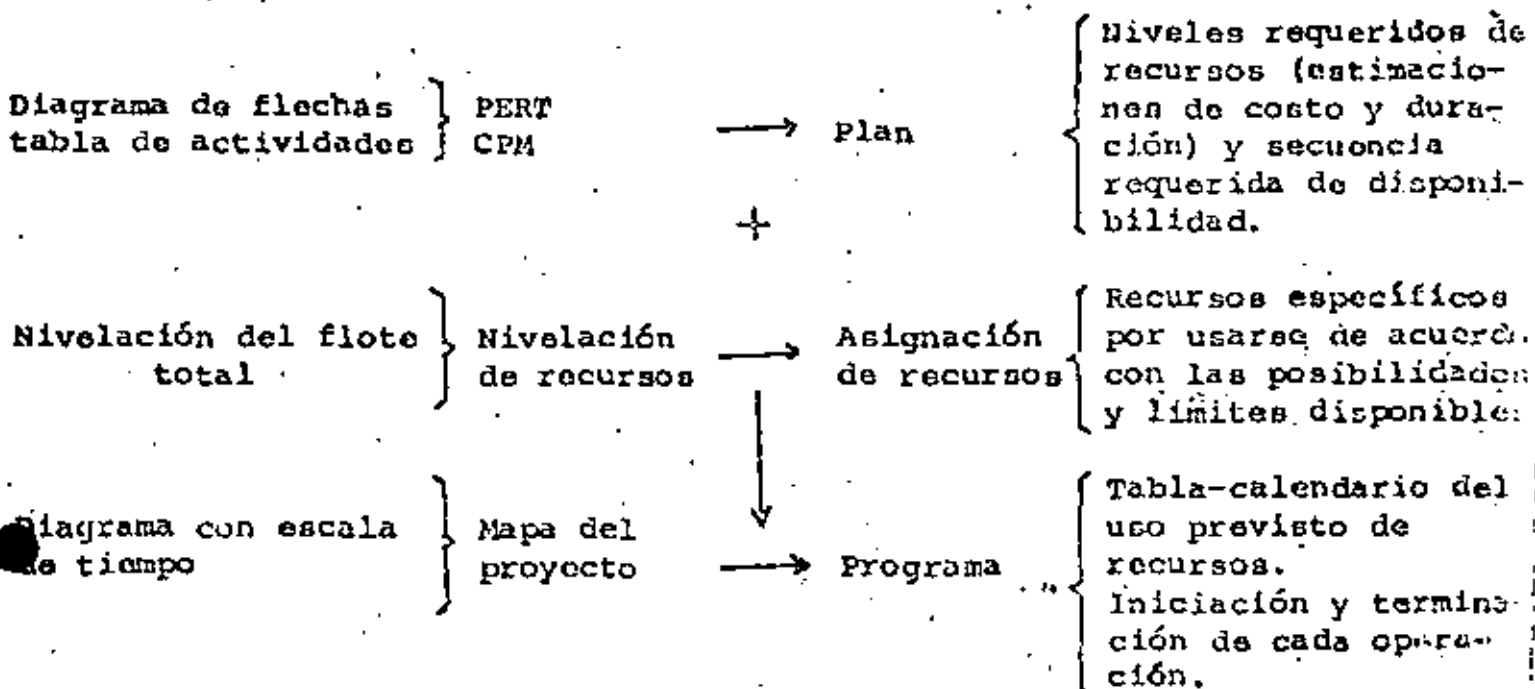 Diagrama de flechas
tabla de actividades
PERT
CPM
Plan
Niveles requeridos de
recursos (estimacio-
nes de costo y dura-
ción) y secuencia
requerida de disponi-
bilidad.
+
Nivelación del flote
total
Nivelación
de recursos
Asignación
de recursos
Recursos específicos
por usarse de acuerd
con las posibilidades
y límites disponible
Diagrama con escala
de tiempo
Mapa del
proyecto
Programa
Tabla-calendario del
uso previsto de
recursos.
Iniciación y termina-
ción de cada opera-
ción.